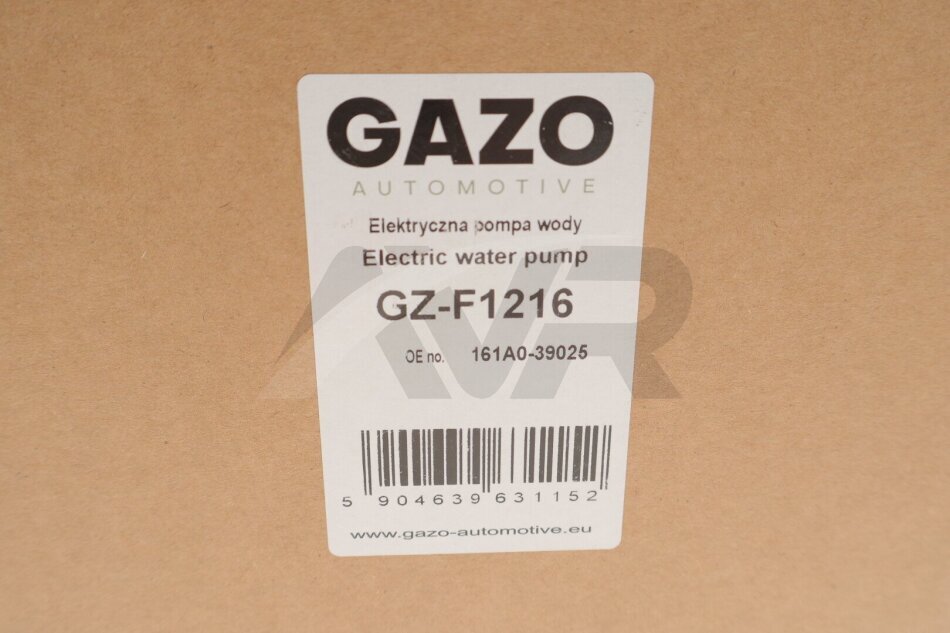 GAZO
AUTOMOTIVE
Elektryczna pompa wody
Electric water pump
GZ-F1216
OE no. 161A0-39025
5 904639 631152
www.gazo-automotive.eu
AVR